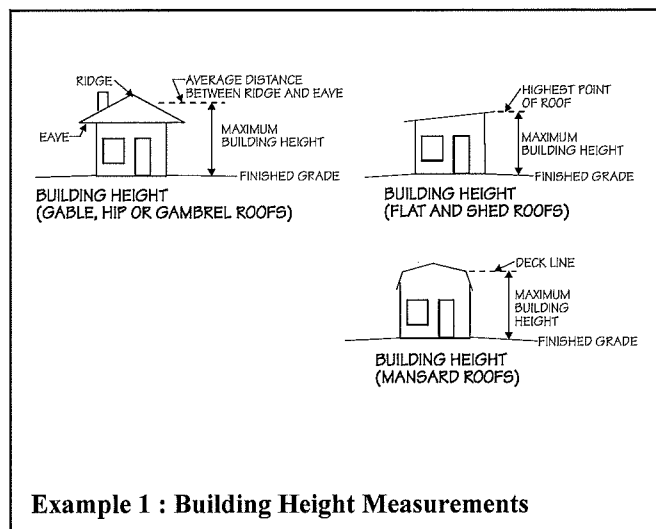 RIDGE
AVERAGE DISTANCE
BETWEEN RIDGE AND EAVE
EAVE
MAXIMUM
BUILDING HEIGHT
FINISHED GRADE
BUILDING HEIGHT
(GABLE, HIP OR GAMBREL ROOFS)
HIGHEST POINT
OF ROOF
MAXIMUM
BUILDING HEIGHT
FINISHED GRADE
BUILDING HEIGHT
(FLAT AND SHED ROOFS)
DECK LINE
MAXIMUM
BUILDING
HEIGHT
FINISHED GRADE
BUILDING HEIGHT
(MANSARD ROOFS)
Example 1 : Building Height Measurements